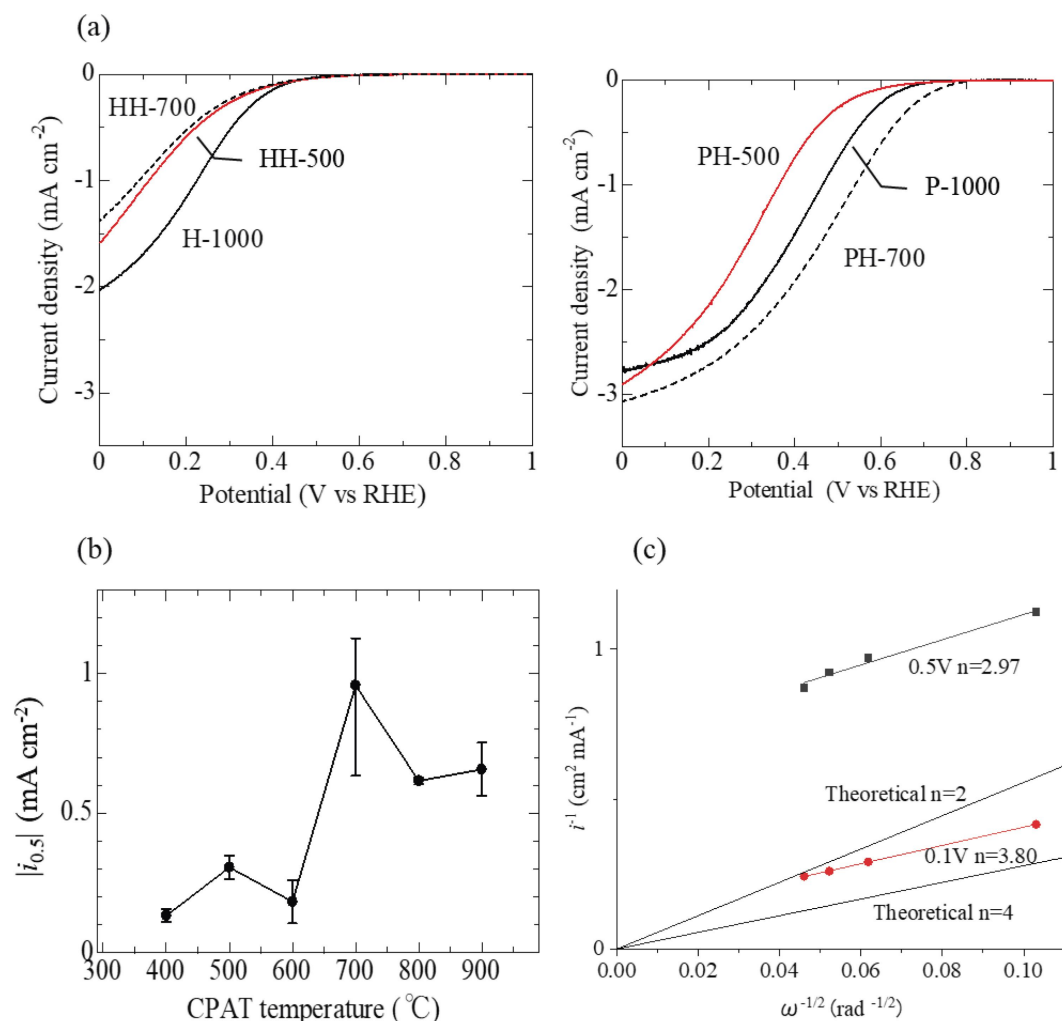 (a)
0
-1
-2
-3
0
0.2
0.4
0.6
0.8
1
Current density (mA cm-2)
Potential (V vs RHE)
HH-700
HH-500
H-1000
0
-1
-2
-3
0
0.2
0.4
0.6
0.8
1
Current density (mA cm-2)
Potential (V vs RHE)
PH-500
P-1000
PH-700
(b)
1
0.5
0
300
400
500
600
700
800
900
|i0.5| (mA cm-2)
CPAT temperature (℃)
(c)
1
0
0.00
0.02
0.04
0.06
0.08
0.10
i-1 (cm2 mA-1)
ω-1/2 (rad -1/2)
0.5V n=2.97
Theoretical n=2
0.1V n=3.80
Theoretical n=4